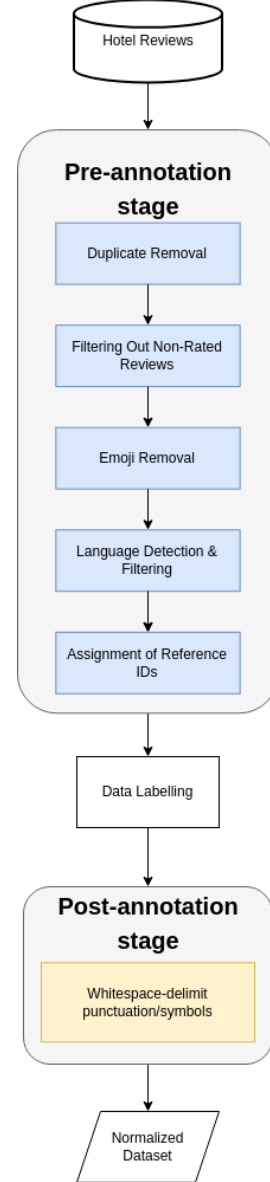 Hotel Reviews
Pre-annotation
stage
Duplicate Removal
Filtering Out Non-Rated
Reviews
Emoji Removal
Language Detection &
Filtering
Assignment of Reference
IDs
Data Labelling
Post-annotation
stage
Whitespace-delimit
punctuation/symbols
Normalized
Dataset